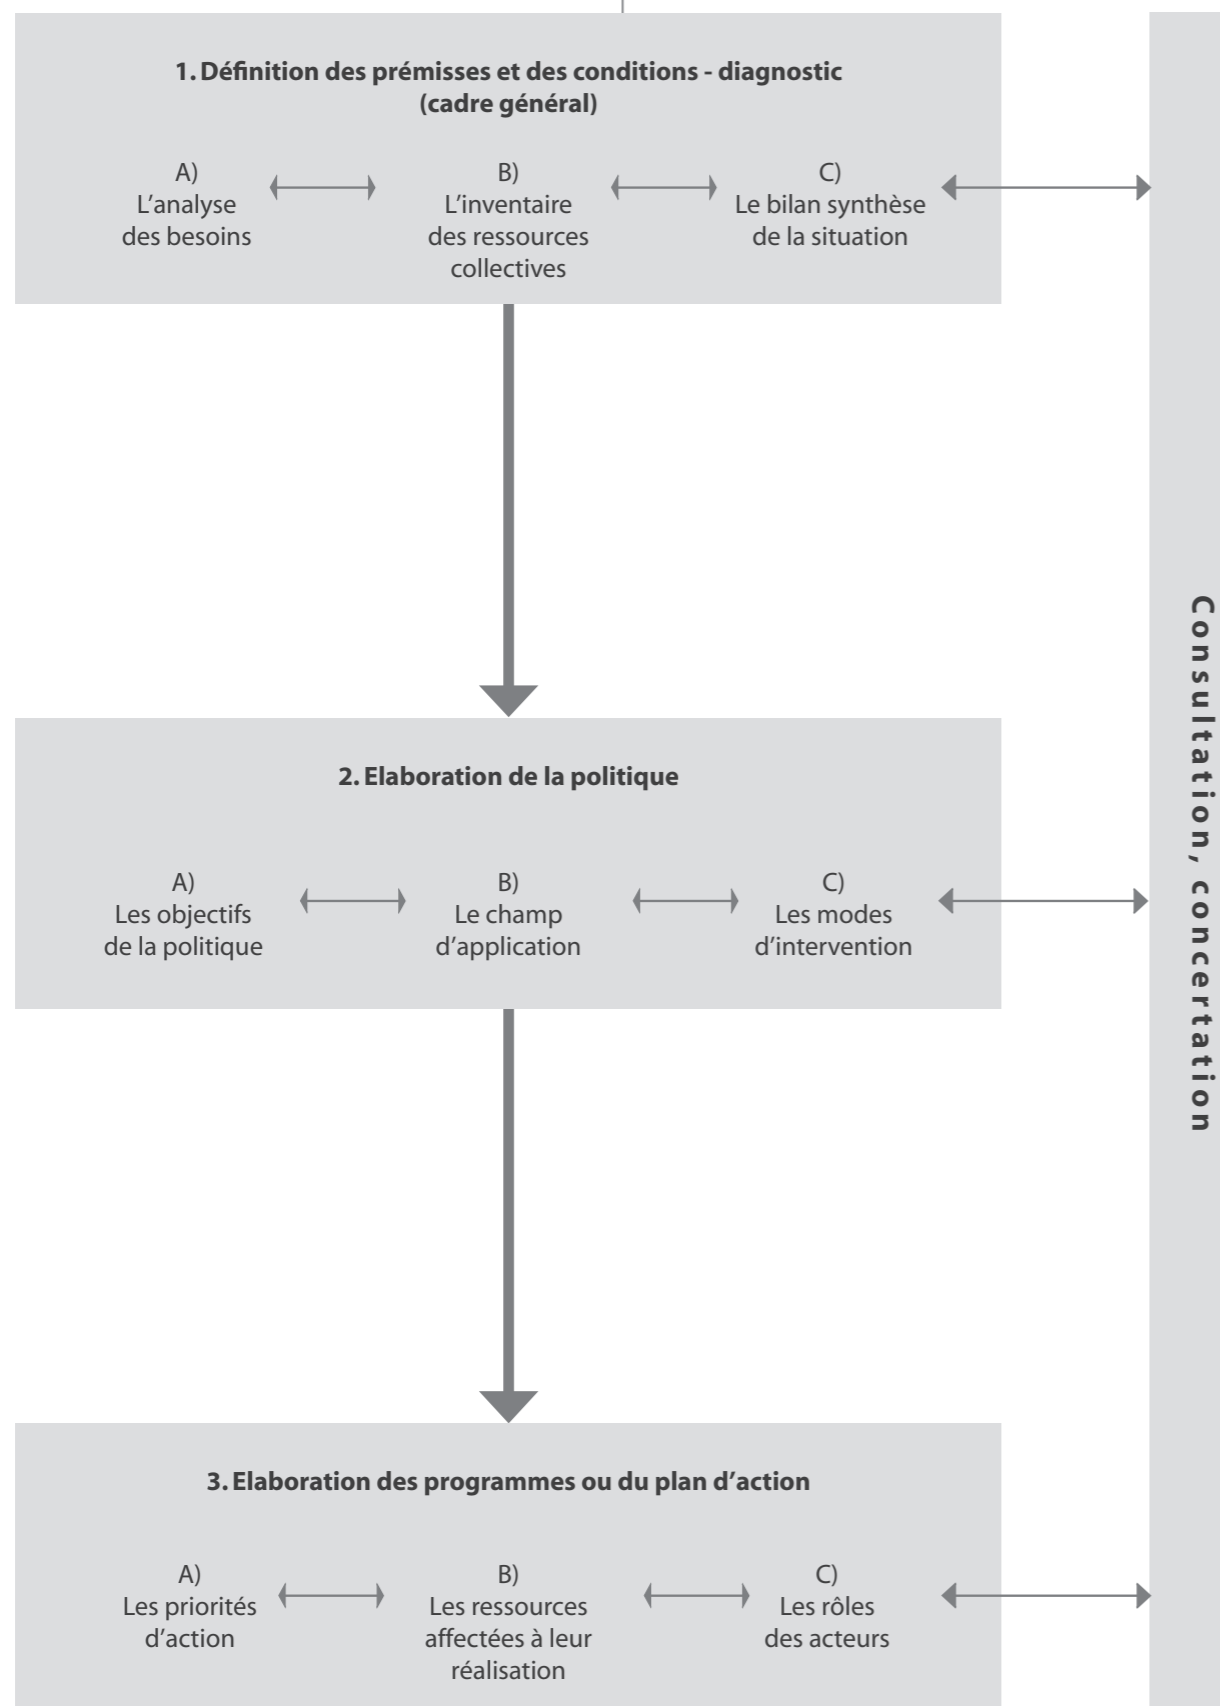 1. Définition des prémisses et des conditions - diagnostic
(cadre général)
A)
L’analyse
des besoins
B)
L’inventaire
des ressources
collectives
C)
Le bilan synthèse
de la situation
2. Elaboration de la politique
A)
Les objectifs
de la politique
B)
Le champ
d’application
C)
Les modes
d’intervention
3. Elaboration des programmes ou du plan d’action
A)
Les priorités
d’action
B)
Les ressources
affectées à leur
réalisation
C)
Les rôles
des acteurs
Consultation, concertation